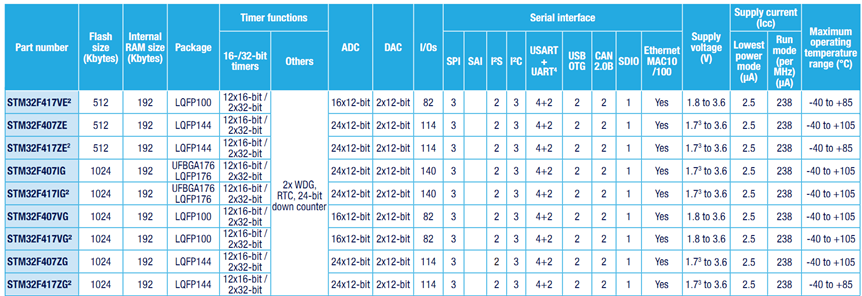 Part number | Flash size (Kbytes) | Internal RAM size (Kbytes) | Package | Timer functions | ADC | DAC | I/Os | Serial interface | Supply voltage (V) | Supply current (Icc) | Maximum operating temperature range (°C)
16-/32-bit timers | Others | SPI | SAI | I²S | I²C | USART + UART⁴ | USB OTG | CAN 2.0B | SDIO | Ethernet MAC10 /100 | Lowest power mode (µA) | Run mode (per MHz) (µA)
STM32F417VE² | 512 | 192 | LQFP100 | 12x16-bit / 2x32-bit | 2x WDG, RTC, 24-bit down counter | 16x12-bit | 2x12-bit | 82 | 3 | | 2 | 3 | 4+2 | 2 | 2 | 1 | Yes | 1.8 to 3.6 | 2.5 | 238 | -40 to +85
STM32F407ZE | 512 | 192 | LQFP144 | 12x16-bit / 2x32-bit | 24x12-bit | 2x12-bit | 114 | 3 | | 2 | 3 | 4+2 | 2 | 2 | 1 | Yes | 1.7³ to 3.6 | 2.5 | 238 | -40 to +105
STM32F417ZE² | 512 | 192 | LQFP144 | 12x16-bit / 2x32-bit | 24x12-bit | 2x12-bit | 114 | 3 | | 2 | 3 | 4+2 | 2 | 2 | 1 | Yes | 1.7³ to 3.6 | 2.5 | 238 | -40 to +85
STM32F407IG | 1024 | 192 | UFBGA176 LQFP176 | 12x16-bit / 2x32-bit | 24x12-bit | 2x12-bit | 140 | 3 | | 2 | 3 | 4+2 | 2 | 2 | 1 | Yes | 1.7³ to 3.6 | 2.5 | 238 | -40 to +105
STM32F417IG² | 1024 | 192 | UFBGA176 LQFP176 | 12x16-bit / 2x32-bit | 24x12-bit | 2x12-bit | 140 | 3 | | 2 | 3 | 4+2 | 2 | 2 | 1 | Yes | 1.7³ to 3.6 | 2.5 | 238 | -40 to +105
STM32F407VG | 1024 | 192 | LQFP100 | 12x16-bit / 2x32-bit | 16x12-bit | 2x12-bit | 82 | 3 | | 2 | 3 | 4+2 | 2 | 2 | 1 | Yes | 1.8 to 3.6 | 2.5 | 238 | -40 to +105
STM32F417VG² | 1024 | 192 | LQFP100 | 12x16-bit / 2x32-bit | 16x12-bit | 2x12-bit | 82 | 3 | | 2 | 3 | 4+2 | 2 | 2 | 1 | Yes | 1.8 to 3.6 | 2.5 | 238 | -40 to +105
STM32F407ZG | 1024 | 192 | LQFP144 | 12x16-bit / 2x32-bit | 24x12-bit | 2x12-bit | 114 | 3 | | 2 | 3 | 4+2 | 2 | 2 | 1 | Yes | 1.7³ to 3.6 | 2.5 | 238 | -40 to +105
STM32F417ZG² | 1024 | 192 | LQFP144 | 12x16-bit / 2x32-bit | 24x12-bit | 2x12-bit | 114 | 3 | | 2 | 3 | 4+2 | 2 | 2 | 1 | Yes | 1.7³ to 3.6 | 2.5 | 238 | -40 to +85